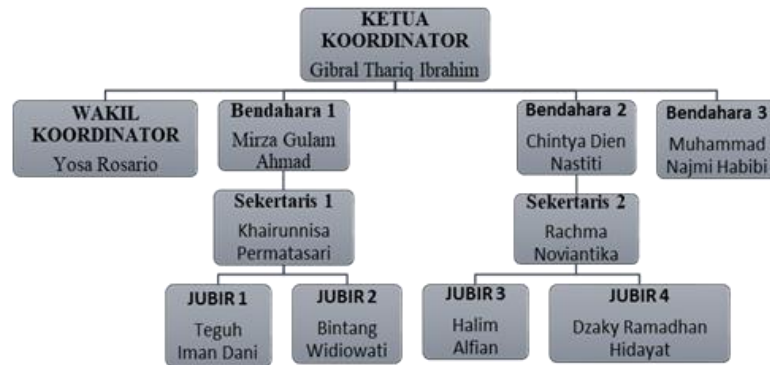 KETUA
KOORDINATOR
Gibral Thariq Ibrahim
WAKIL
KOORDINATOR
Yosa Rosario
Bendahara 1
Mirza Gulam
Ahmad
Bendahara 2
Chintya Dien
Nastiti
Bendahara 3
Muhammad
Najmi Habibi
Sekertaris 1
Khairunnisa
Permatasari
Sekertaris 2
Rachma
Noviantika
JUBIR 1
Teguh
Iman Dani
JUBIR 2
Bintang
Widiowati
JUBIR 3
Halim
Alfian
JUBIR 4
Dzaky Ramadhan
Hidayat